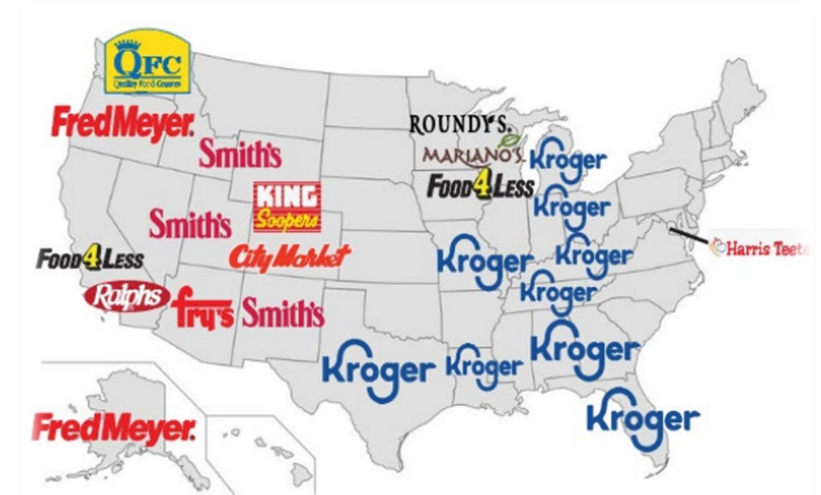 QFC
Quality Food Centers
FredMeyer.
Smith's
ROUNDY'S.
MARIANO'S
Kroger
FOOD4LESS
KING
Soopers
Kroger
Smith's
City Market
Kroger
Kroger
Harris Teete
FOOD4LESS
Ralphs
fry's
Smith's
Kroger
Kroger
Kroger
Kroger
Kroger
FredMeyer.